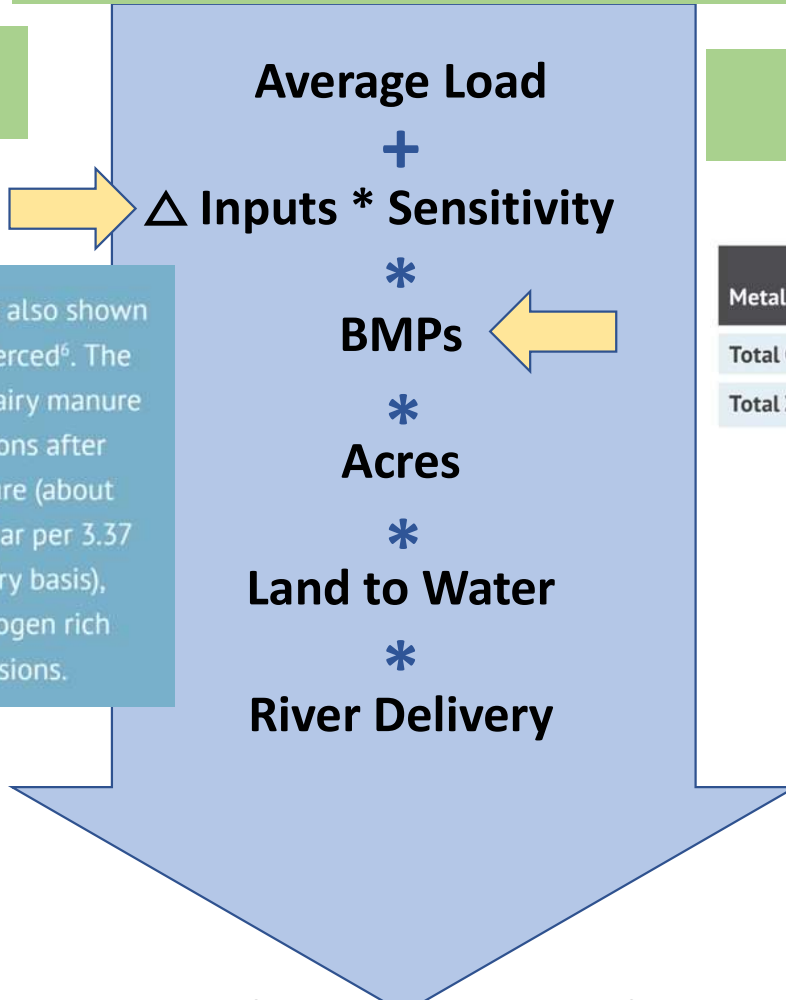 Average Load
+
△ Inputs * Sensitivity
*
BMPs
*
Acres
*
Land to Water
*
River Delivery
also shown
erced⁶. The
airy manure
ons after
re (about
ar per 3.37
ry basis),
ogen rich
sions.
Metal
Total
Total